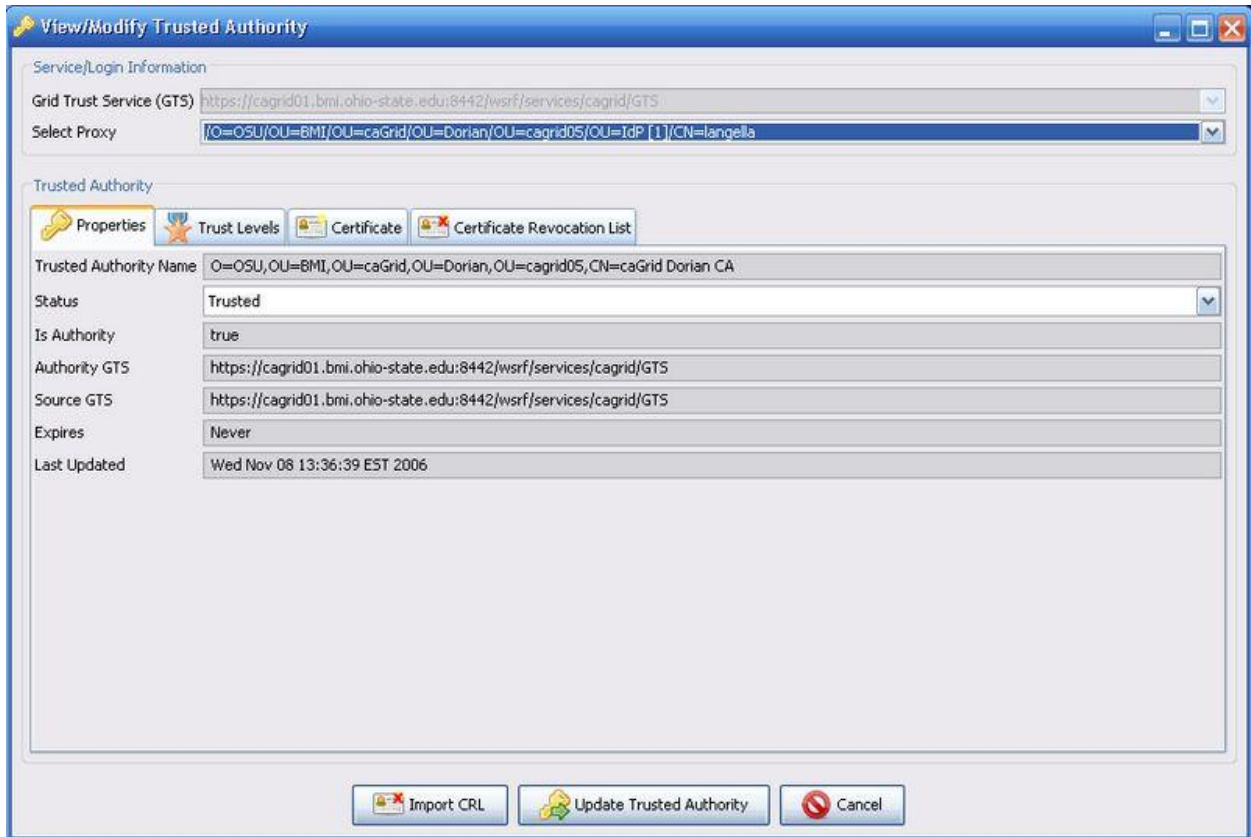 View/Modify Trusted Authority
Service/Login Information
Grid Trust Service (GTS) https://cagrid01.bmi.ohio-state.edu:8442/wsrf/services/cagrid/GTS
Select Proxy /O=OSU/OU=BMI/OU=caGrid/OU=Dorian/OU=cagrid05/OU=IdP [1]/CN=langella
Trusted Authority
Properties Trust Levels Certificate Certificate Revocation List
Trusted Authority Name O=OSU,OU=BMI,OU=caGrid,OU=Dorian,OU=cagrid05,CN=caGrid Dorian CA
Status Trusted
Is Authority true
Authority GTS https://cagrid01.bmi.ohio-state.edu:8442/wsrf/services/cagrid/GTS
Source GTS https://cagrid01.bmi.ohio-state.edu:8442/wsrf/services/cagrid/GTS
Expires Never
Last Updated Wed Nov 08 13:36:39 EST 2006
Import CRL Update Trusted Authority Cancel